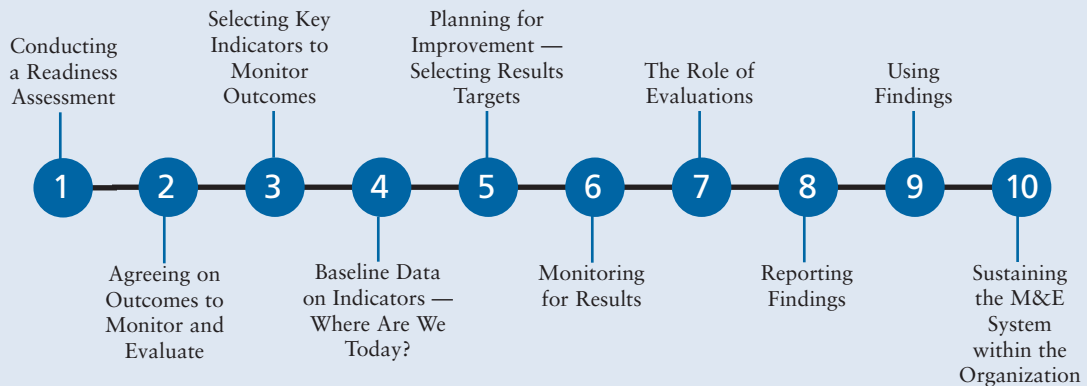 Conducting
a Readiness
Assessment
1
Agreeing on
Outcomes to
Monitor and
Evaluate
2
Selecting Key
Indicators to
Monitor
Outcomes
3
Baseline Data
on Indicators —
Where Are We
Today?
4
Planning for
Improvement —
Selecting Results
Targets
5
Monitoring
for Results
6
The Role of
Evaluations
7
Reporting
Findings
8
Using
Findings
9
Sustaining
the M&E
System
within the
Organization
10